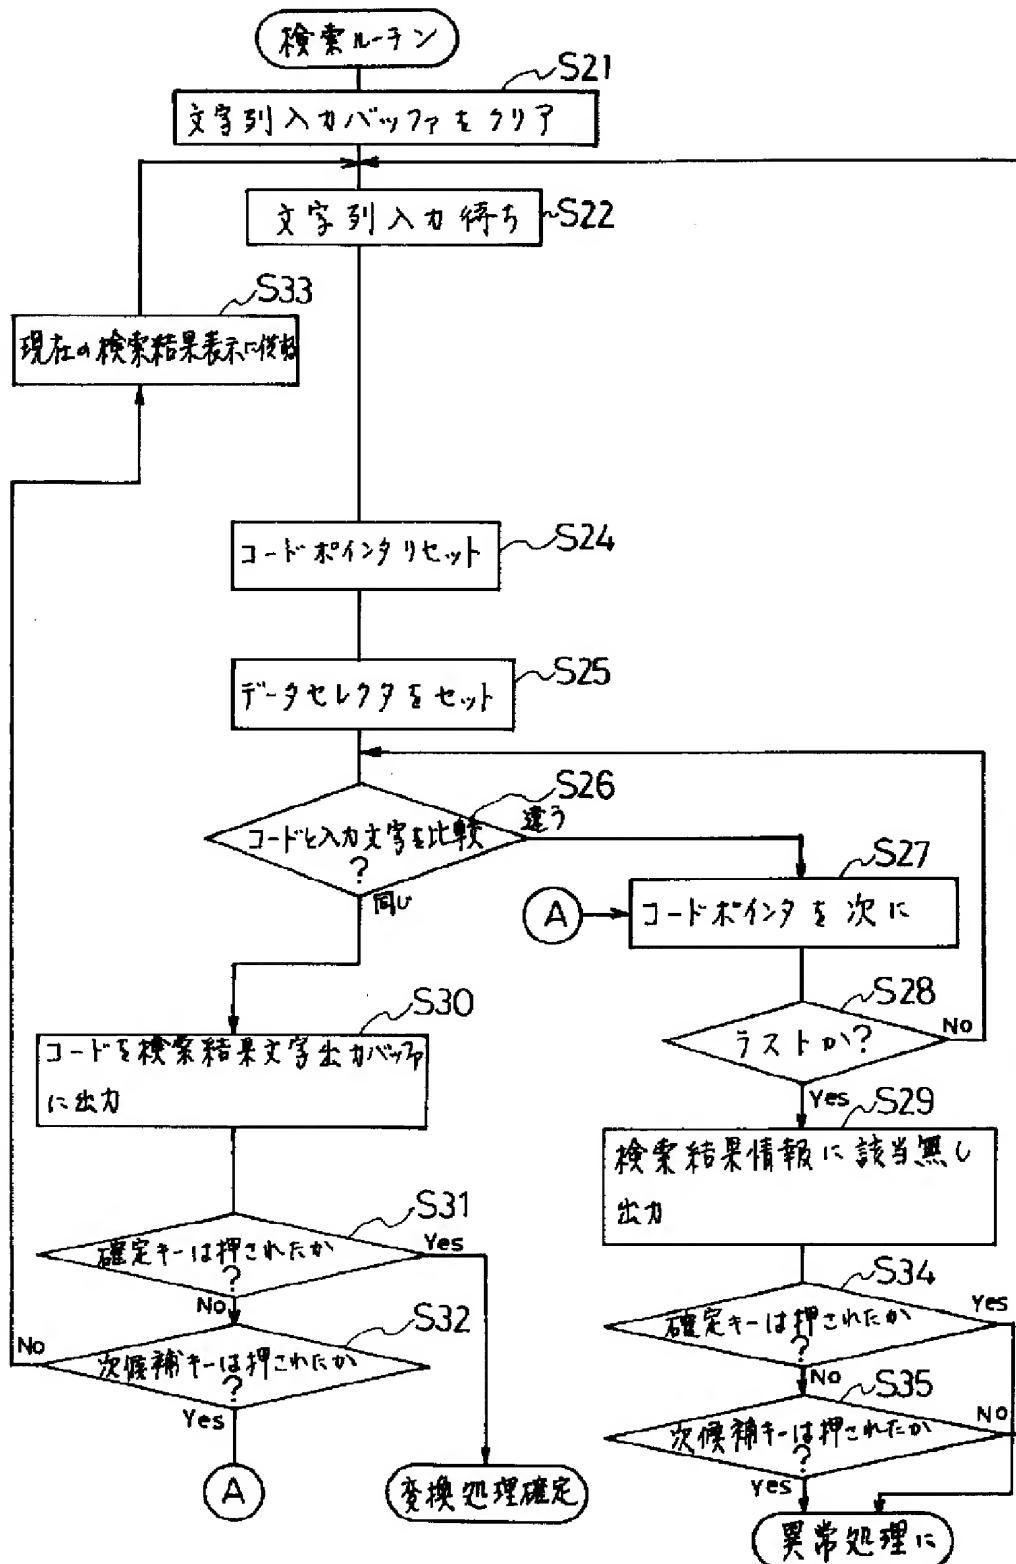 検索ルーチン
S21
文字列入力バッファをクリア
文字列入力待ち
S22
S33
現在の検索結果表示に
コードポインタリセット
S24
データセレクタをセット
S25
S26
コードと入力文字を比較
?
違う
同じ
S27
A
コードポインタを次に
S28
ラストか?
No
Yes
S29
検索結果情報に該当無し
出力
S30
コードを検索結果文字出力バッファ
に出力
S31
確定キーは押されたか
?
Yes
No
S32
次候補キーは押されたか
?
No
Yes
A
変換処理確定
S34
確定キーは押されたか
?
Yes
No
S35
次候補キーは押されたか
?
No
Yes
異常処理に